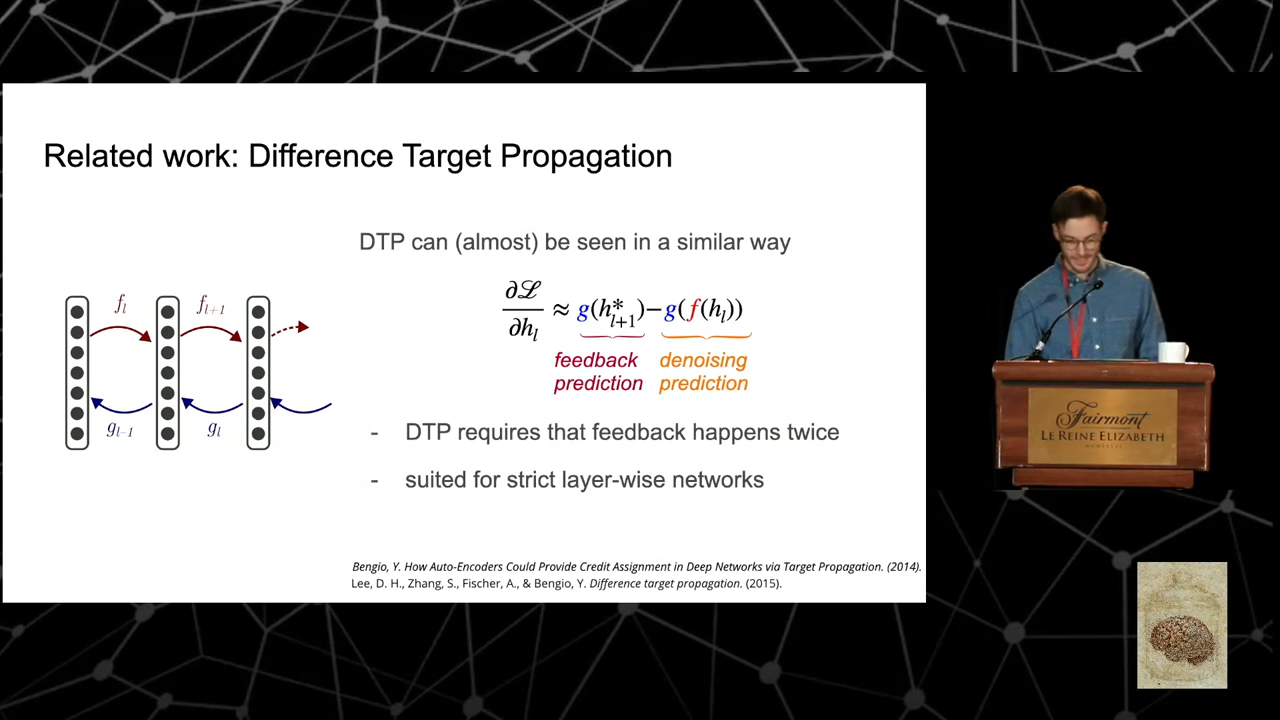 Related work: Difference Target Propagation
DTP can (almost) be seen in a similar way
f_l f_{l+1}
g_{l−1} g_l
∂ℒ/∂h_l ≈ g(h*_{l+1})−g(f(h_l))
feedback prediction
denoising prediction
- DTP requires that feedback happens twice
- suited for strict layer-wise networks
Bengio, Y. How Auto-Encoders Could Provide Credit Assignment in Deep Networks via Target Propagation. (2014).
Lee, D. H., Zhang, S., Fischer, A., & Bengio, Y. Difference target propagation. (2015).
Fairmont
LE REINE ELIZABETH
MONTRÉAL